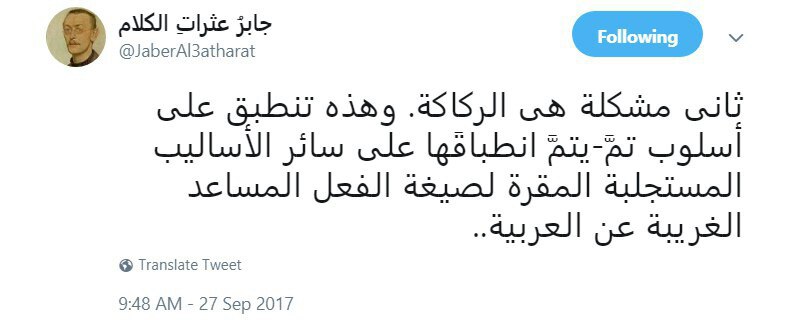 جابرُ عثراتِ الكلام
@JaberAl3atharat
Following
ثانى مشكلة هى الركاكة. وهذه تنطبق على
أسلوب تمَّ-يتمَّ انطباقَها على سائر الأساليب
المستجلبة المقرة لصيغة الفعل المساعد
الغريبة عن العربية..
Translate Tweet
9:48 AM - 27 Sep 2017